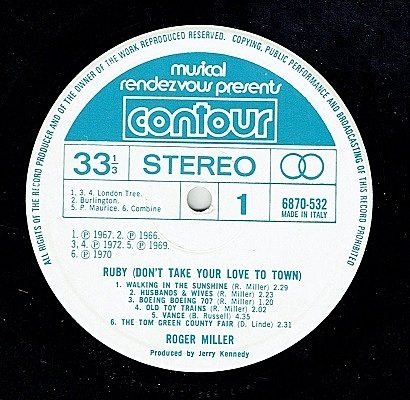 ALL RIGHTS OF THE RECORD PRODUCER AND OF THE OWNER OF THE WORK REPRODUCED RESERVED. COPYING, PUBLIC PERFORMANCE AND BROADCASTING OF THIS RECORD PROHIBITED
musical
rendezvous presents
contour
33 1/3 STEREO
1. 3. 4. London Tree.
2. Burlington.
5. P. Maurice. 6. Combine
1
6870-532
MADE IN ITALY
1. ℗ 1967. 2. ℗ 1966.
3. 4. ℗ 1972. 5. ℗ 1969.
6. ℗ 1970
RUBY (DON'T TAKE YOUR LOVE TO TOWN)
1. WALKING IN THE SUNSHINE (R. Miller) 2.29
2. HUSBANDS & WIVES (R. Miller) 2.23
3. BOEING BOEING 707 (R. Miller) 1.20
4. OLD TOY TRAINS (R. Miller) 2.02
5. VANCE (B. Russell) 4.35
6. THE TOM GREEN COUNTY FAIR (D. Linde) 2.31
ROGER MILLER
Produced by Jerry Kennedy